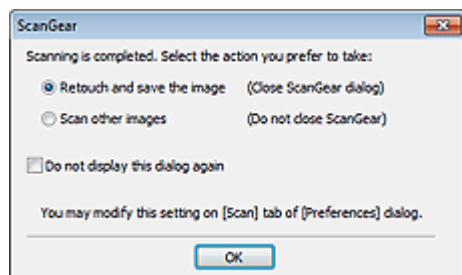 ScanGear
Scanning is completed. Select the action you prefer to take:
Retouch and save the image (Close ScanGear dialog)
Scan other images (Do not close ScanGear)
Do not display this dialog again
You may modify this setting on [Scan] tab of [Preferences] dialog.
OK